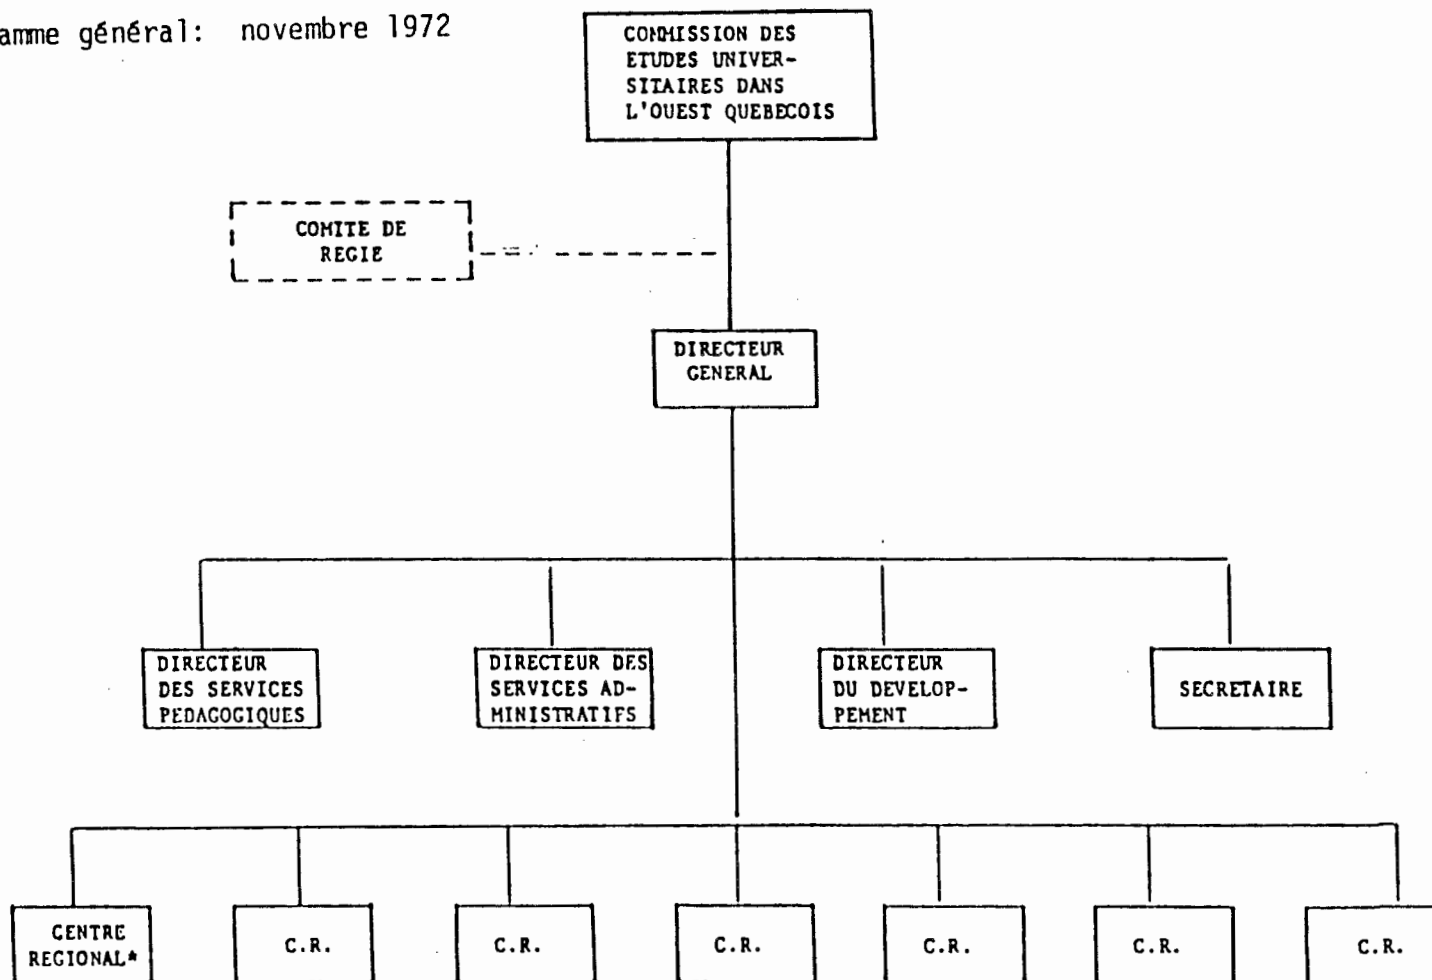 amme général: novembre 1972
COMMISSION DES
ETUDES UNIVER-
SITAIRES DANS
L'OUEST QUEBECOIS
COMITE DE
REGIE
DIRECTEUR
GENERAL
DIRECTEUR
DES SERVICES
PEDAGOGIQUES
DIRECTEUR DES
SERVICES AD-
MINISTRATIFS
DIRECTEUR
DU DEVELOP-
PEMENT
SECRETAIRE
CENTRE
REGIONAL*
C.R.
C.R.
C.R.
C.R.
C.R.
C.R.